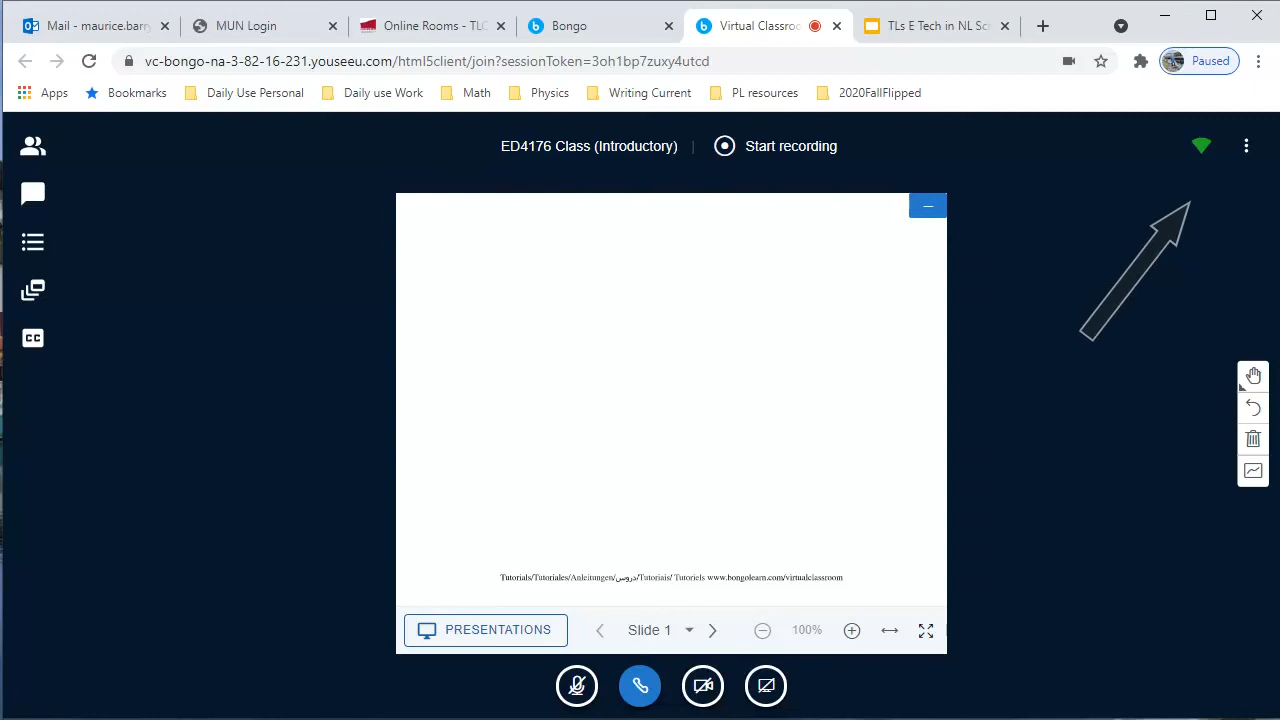 Mail - maurice.barr
MUN Login
Online Rooms - TLC
Bongo
Virtual Classroo
TLs E Tech in NL Sch
vc-bongo-na-3-82-16-231.youseeu.com/html5client/join?sessionToken=3oh1bp7zuxy4utcd
Paused
Apps
Bookmarks
Daily Use Personal
Daily use Work
Math
Physics
Writing Current
PL resources
2020FallFlipped
ED4176 Class (Introductory) | Start recording
CC
Tutorials/Tutoriales/Anleitungen/دروس/Tutoriais/ Tutoriels www.bongolearn.com/virtualclassroom
PRESENTATIONS
Slide 1
100%